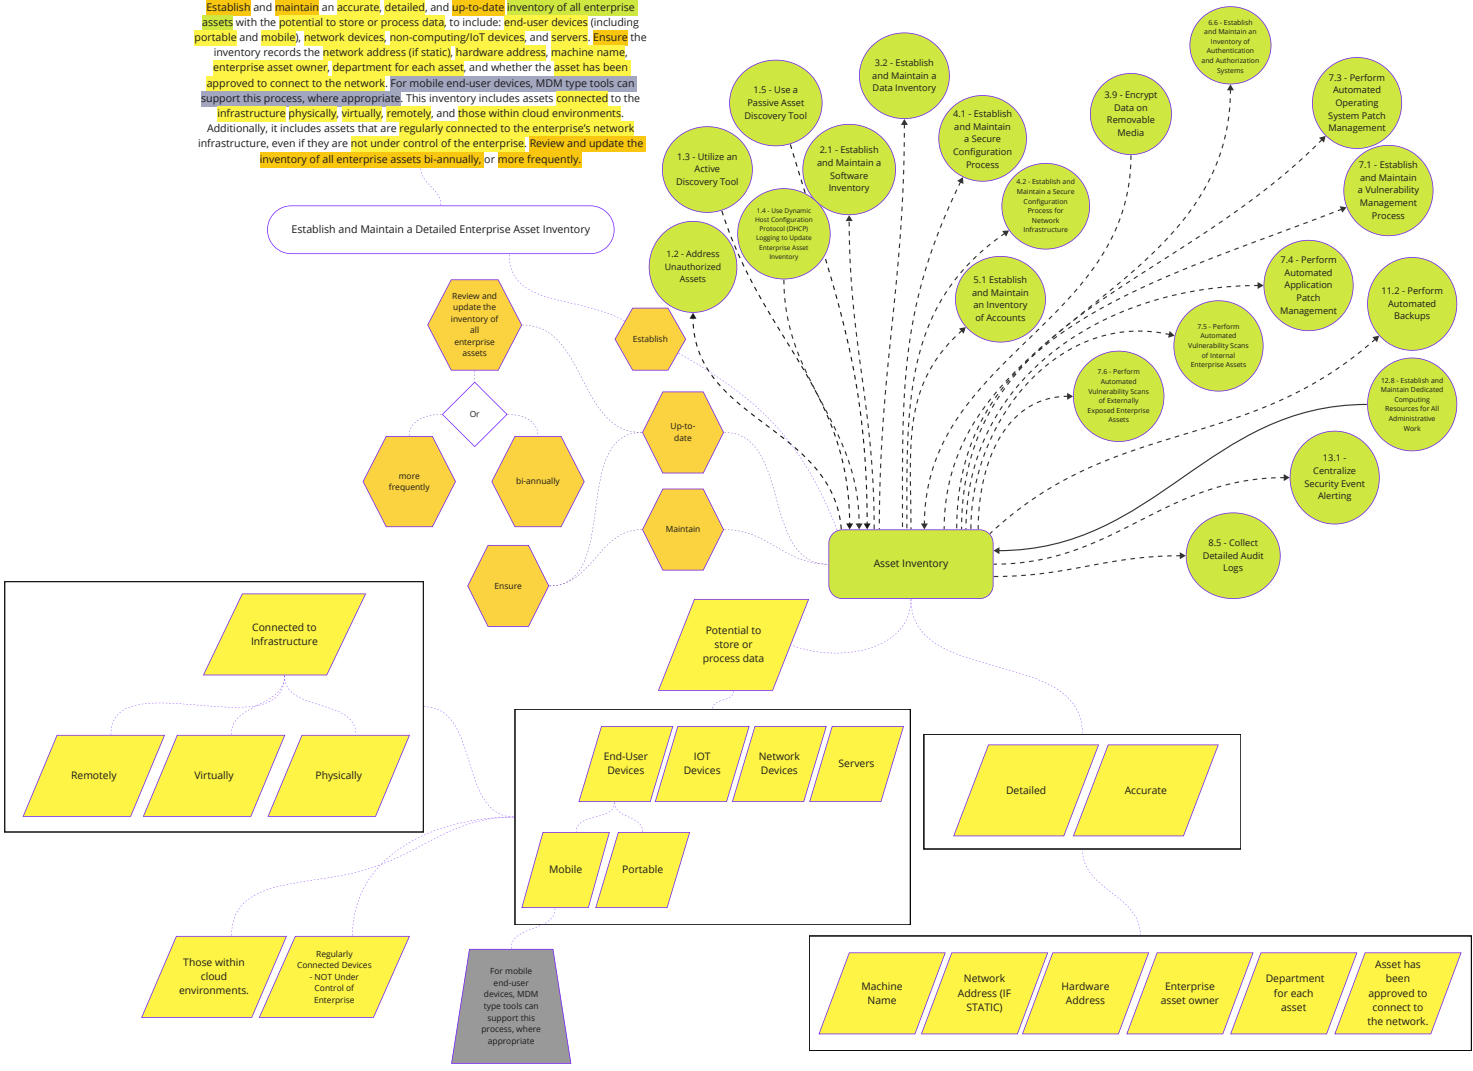 Establish and maintain an accurate, detailed, and up-to-date inventory of all enterprise
assets with the potential to store or process data, to include: end-user devices (including
portable and mobile), network devices, non-computing/IoT devices, and servers. Ensure the
inventory records the network address (if static), hardware address, machine name,
enterprise asset owner, department for each asset, and whether the asset has been
approved to connect to the network. For mobile end-user devices, MDM type tools can
support this process, where appropriate. This inventory includes assets connected to the
infrastructure physically, virtually, remotely, and those within cloud environments.
Additionally, it includes assets that are regularly connected to the enterprise's network
infrastructure, even if they are not under control of the enterprise. Review and update the
inventory of all enterprise assets bi-annually, or more frequently.
Establish and Maintain a Detailed Enterprise Asset Inventory
Review and
update the
inventory of
all
enterprise
assets
Establish
Or
Up-to-
date
more
frequently
bi-annually
Maintain
Ensure
1.2 - Address
Unauthorized
Assets
1.3 - Utilize an
Active
Discovery Tool
1.5 - Use a
Passive Asset
Discovery Tool
1.4 - Use Dynamic
Host Configuration
Protocol (DHCP)
Logging to Update
Enterprise Asset
Inventory
2.1 - Establish
and Maintain a
Software
Inventory
3.2 - Establish
and Maintain a
Data Inventory
4.1 - Establish
and Maintain
a Secure
Configuration
Process
4.2 - Establish and
Maintain a Secure
Configuration
Process for
Network
Infrastructure
5.1 Establish
and Maintain
an Inventory
of Accounts
3.9 - Encrypt
Data on
Removable
Media
6.6 - Establish
and Maintain an
Inventory of
Authentication
and Authorization
Systems
7.3 - Perform
Automated
Operating
System Patch
Management
7.1 - Establish
and Maintain
a Vulnerability
Management
Process
7.4 - Perform
Automated
Application
Patch
Management
7.5 - Perform
Automated
Vulnerability Scans
of Internal
Enterprise Assets
7.6 - Perform
Automated
Vulnerability Scans
of Externally
Exposed Enterprise
Assets
11.2 - Perform
Automated
Backups
12.8 - Establish and
Maintain Dedicated
Computing
Resources for All
Administrative
Work
13.1 -
Centralize
Security Event
Alerting
8.5 - Collect
Detailed Audit
Logs
Asset Inventory
Connected to
Infrastructure
Remotely
Virtually
Physically
Potential to
store or
process data
End-User
Devices
IOT
Devices
Network
Devices
Servers
Mobile
Portable
Detailed
Accurate
Those within
cloud
environments.
Regularly
Connected Devices
- NOT Under
Control of
Enterprise
For mobile
end-user
devices, MDM
type tools can
support this
process, where
appropriate
Machine
Name
Network
Address (IF
STATIC)
Hardware
Address
Enterprise
asset owner
Department
for each
asset
Asset has
been
approved to
connect to
the network.